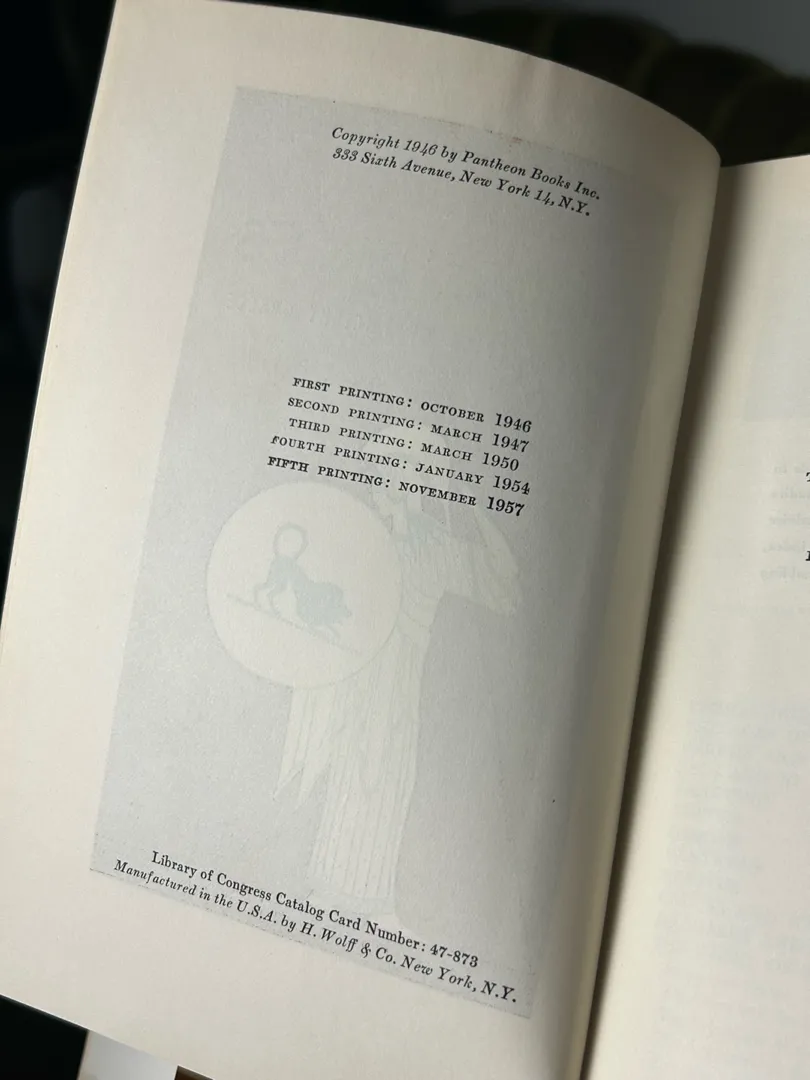 Copyright 1946 by Pantheon Books Inc.
333 Sixth Avenue, New York 14, N.Y.
FIRST PRINTING: OCTOBER 1946
SECOND PRINTING: MARCH 1947
THIRD PRINTING: MARCH 1950
FOURTH PRINTING: JANUARY 1954
FIFTH PRINTING: NOVEMBER 1957
Library of Congress Catalog Card Number: 47-873
Manufactured in the U.S.A. by H. Wolff & Co. New York, N.Y.